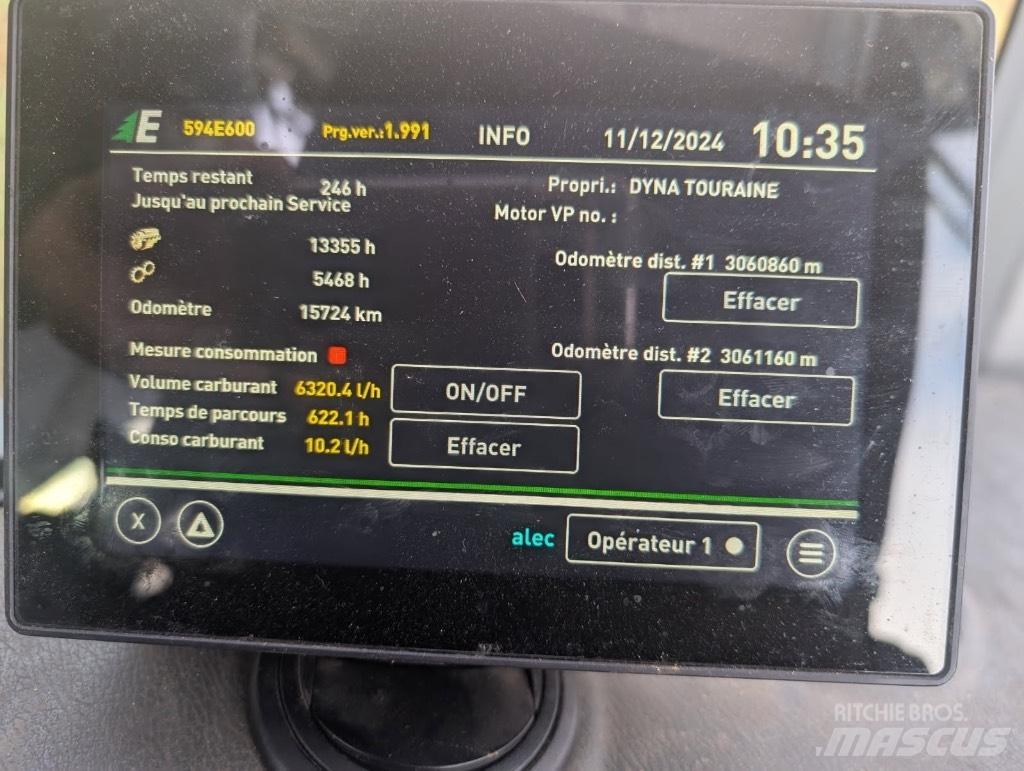 E 594E600 Prg.ver.:1.991 INFO 11/12/2024 10:35
Temps restant
Jusqu'au prochain Service
246 h
13355 h
5468 h
Odomètre 15724 km
Mesure consommation
Volume carburant 6320.4 l/h
Temps de parcours 622.1 h
Conso carburant 10.2 l/h
ON/OFF
Effacer
Propri.: DYNA TOURAINE
Motor VP no. :
Odomètre dist. #1 3060860 m
Effacer
Odomètre dist. #2 3061160 m
Effacer
X
alec Opérateur 1
RITCHIE BROS.
MASCUS